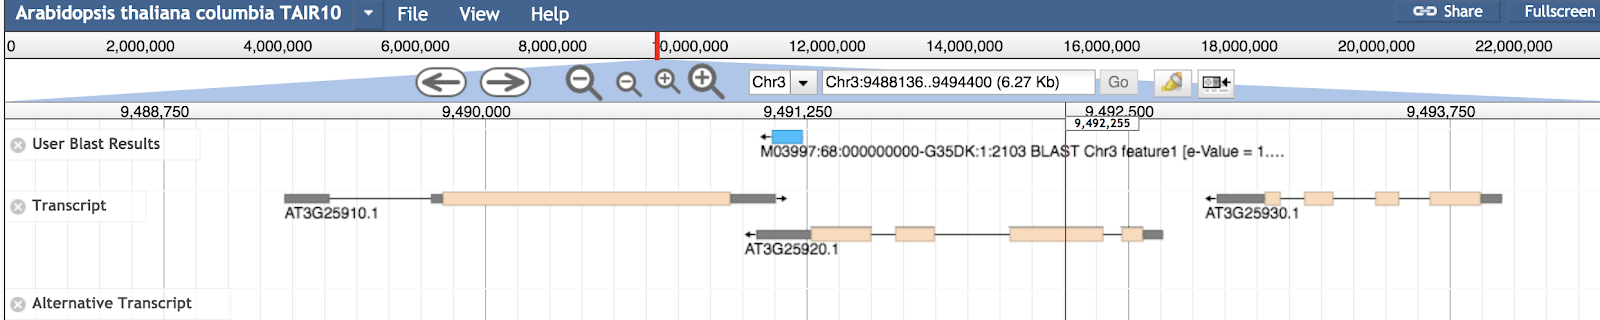 Arabidopsis thaliana columbia TAIR10 File View Help Share Fullscreen
0 2,000,000 4,000,000 6,000,000 8,000,000 10,000,000 12,000,000 14,000,000 16,000,000 18,000,000 20,000,000 22,000,000
Chr3 Chr3:9488136..9494400 (6.27 Kb) Go
9,488,750 9,490,000 9,491,250 9,492,500 9,493,750
9,492,255
User Blast Results
M03997:68:000000000-G35DK:1:2103 BLAST Chr3 feature1 [e-Value = 1....
Transcript
AT3G25910.1 AT3G25930.1
AT3G25920.1
Alternative Transcript